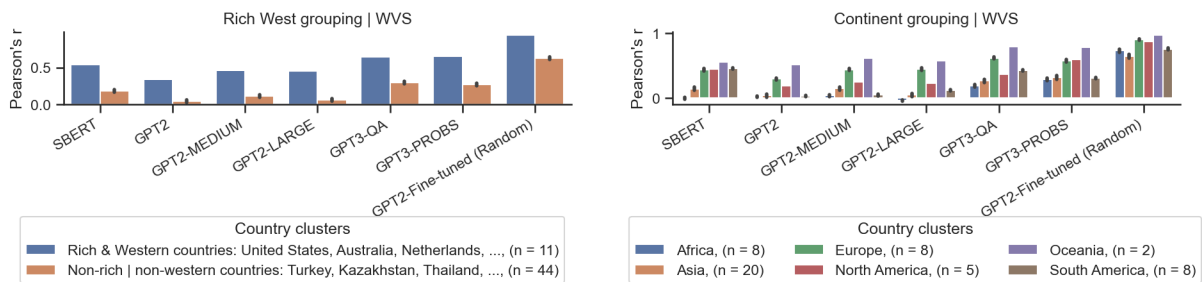 Rich West grouping | WVS
Pearson's r
0.5
0.0
SBERT
GPT2
GPT2-MEDIUM
GPT2-LARGE
GPT3-QA
GPT3-PROBS
GPT2-Fine-tuned (Random)
Country clusters
Rich & Western countries: United States, Australia, Netherlands, ..., (n = 11)
Non-rich | non-western countries: Turkey, Kazakhstan, Thailand, ..., (n = 44)
Continent grouping | WVS
Pearson's r
1
0
SBERT
GPT2
GPT2-MEDIUM
GPT2-LARGE
GPT3-QA
GPT3-PROBS
GPT2-Fine-tuned (Random)
Country clusters
Africa, (n = 8)
Europe, (n = 8)
Oceania, (n = 2)
Asia, (n = 20)
North America, (n = 5)
South America, (n = 8)